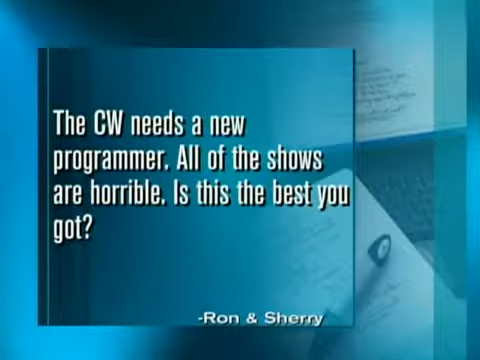 The CW needs a new
programmer. All of the shows
are horrible. Is this the best you
got?
-Ron & Sherry